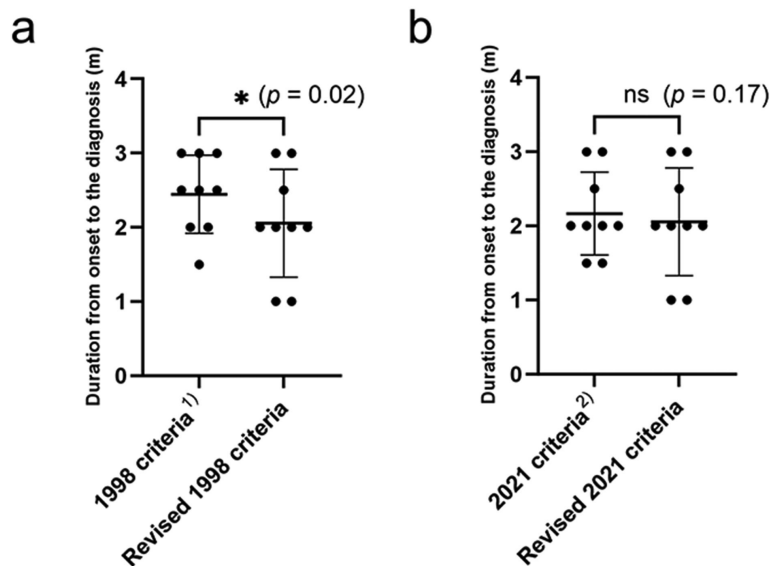 a
Duration from onset to the diagnosis (m)
4
3
2
1
0
* (p = 0.02)
1998 criteria 1)
Revised 1998 criteria
b
Duration from onset to the diagnosis (m)
4
3
2
1
0
ns (p = 0.17)
2021 criteria 2)
Revised 2021 criteria